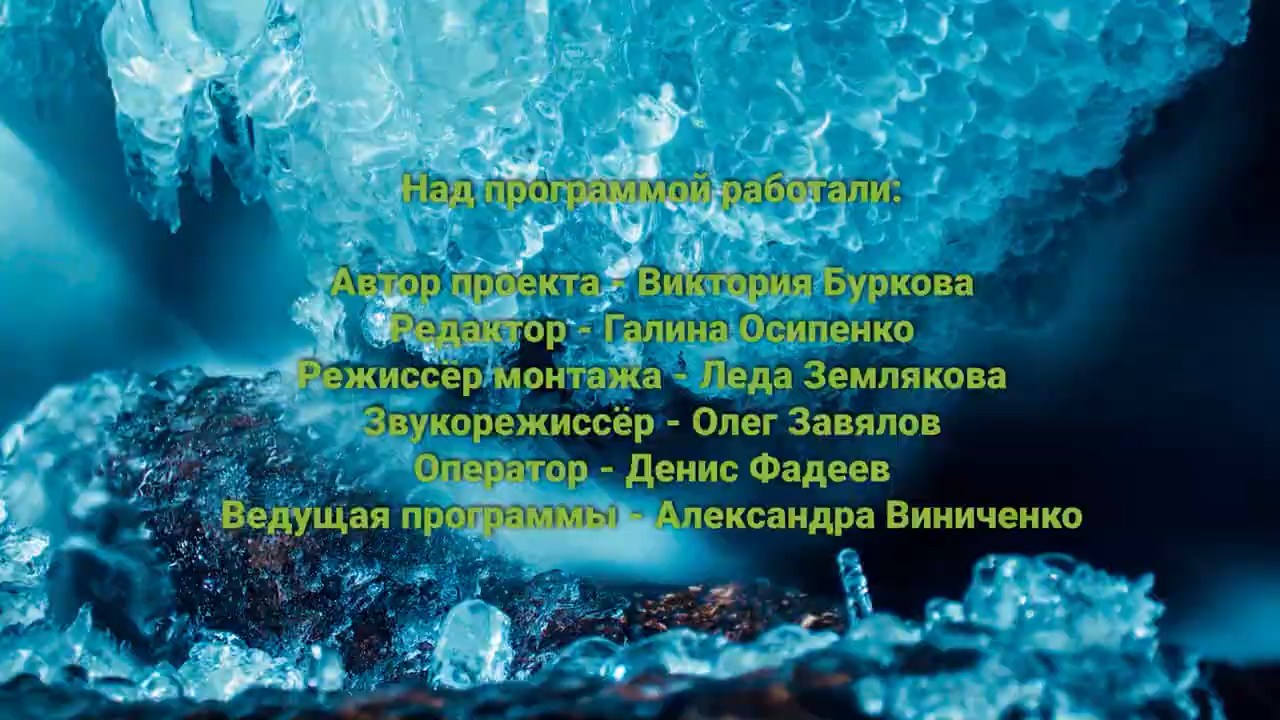 Над программой работали:
Автор проекта - Виктория Буркова
Редактор - Галина Осипенко
Режиссёр монтажа - Леда Землякова
Звукорежиссёр - Олег Завялов
Оператор - Денис Фадеев
Ведущая программы - Александра Виниченко